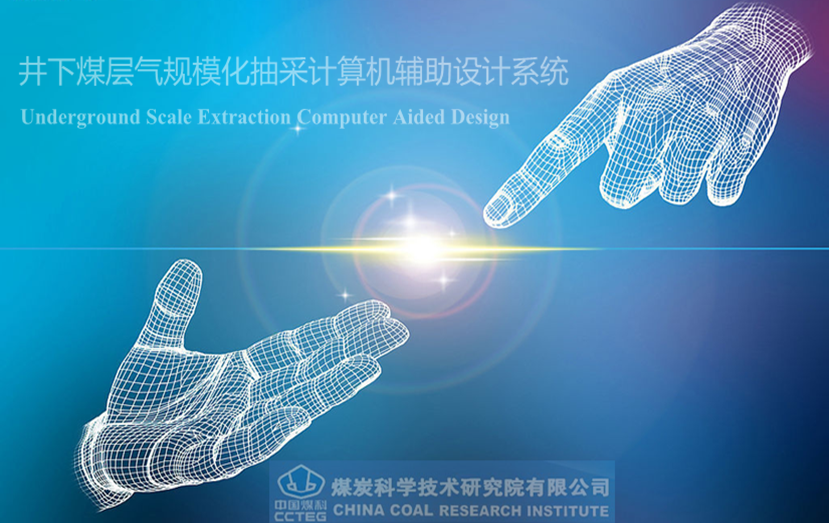 井下煤层气规模化抽采计算机辅助设计系统
Underground Scale Extraction Computer Aided Design
中国煤科
CCTEG
煤炭科学技术研究院有限公司
CHINA COAL RESEARCH INSTITUTE